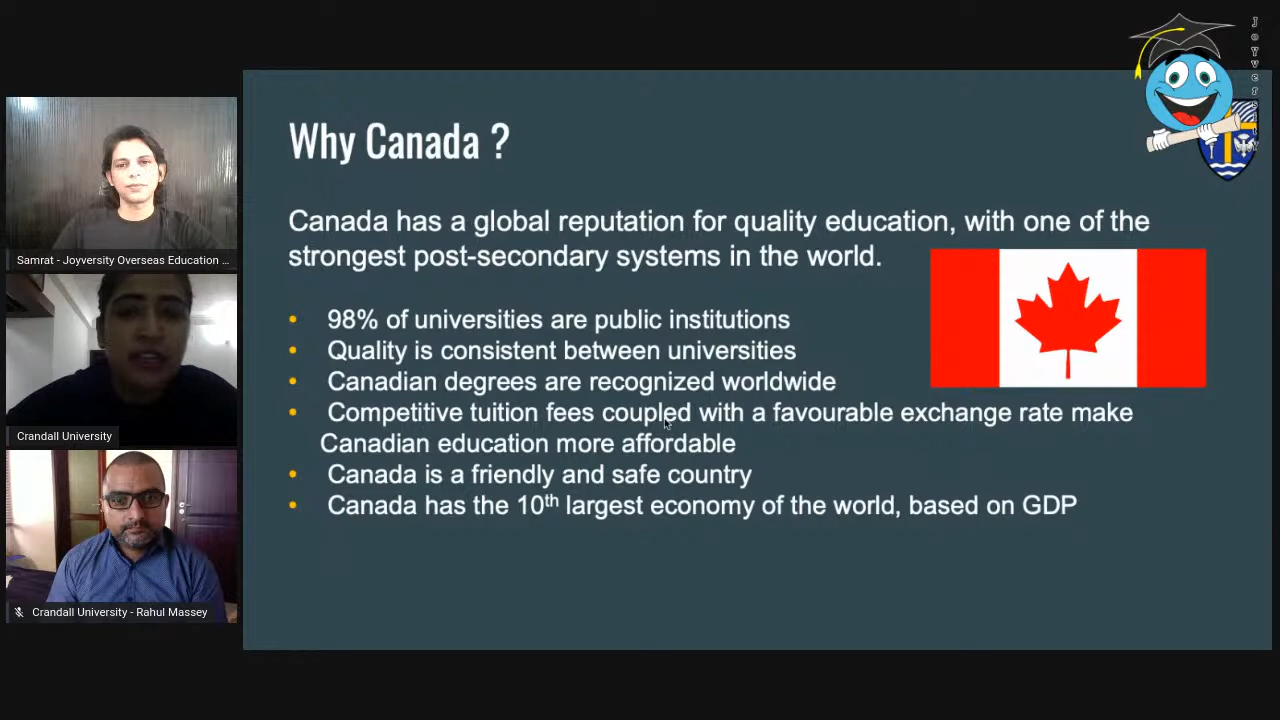 Joyversity
Why Canada ?
Canada has a global reputation for quality education, with one of the
strongest post-secondary systems in the world.
• 98% of universities are public institutions
• Quality is consistent between universities
• Canadian degrees are recognized worldwide
• Competitive tuition fees coupled with a favourable exchange rate make
Canadian education more affordable
• Canada is a friendly and safe country
• Canada has the 10th largest economy of the world, based on GDP
Samrat - Joyversity Overseas Education ...
Crandall University
Crandall University - Rahul Massey